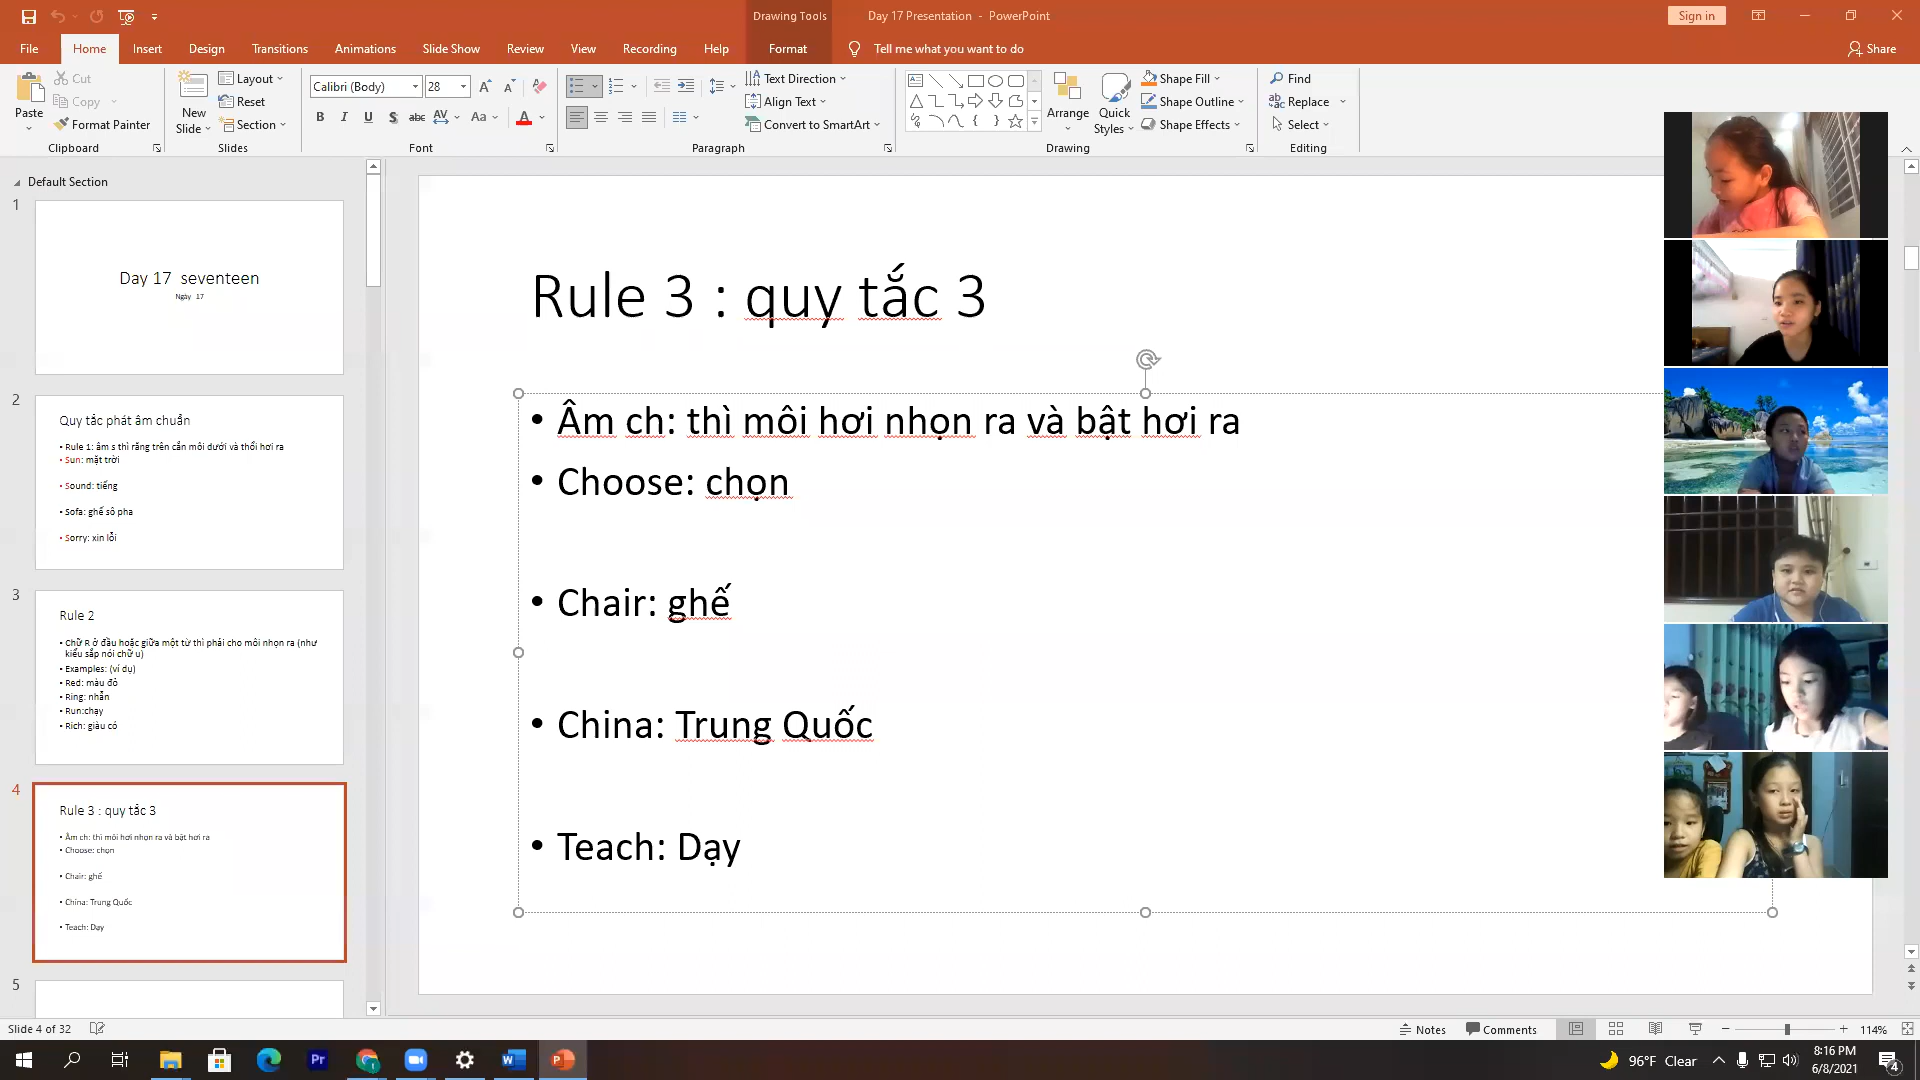 Drawing Tools
Day 17 Presentation - PowerPoint
Sign in
File
Home
Insert
Design
Transitions
Animations
Slide Show
Review
View
Recording
Help
Format
Tell me what you want to do
Share
Paste
Cut
Copy
Format Painter
Clipboard
New
Slide
Layout
Reset
Section
Slides
Calibri (Body)
28
B I U S abc AV Aa A
Font
Text Direction
Align Text
Convert to SmartArt
Paragraph
Arrange
Quick
Styles
Shape Fill
Shape Outline
Shape Effects
Drawing
Find
Replace
Select
Editing
Default Section
1
Day 17 seventeen
Ngày 17
2
Quy tắc phát âm chuẩn
• Rule 1: âm s thì răng trên cắn môi dưới và thổi hơi ra
• Sun: mặt trời
• Sound: tiếng
• Sofa: ghế sô pha
• Sorry: xin lỗi
3
Rule 2
• Chữ R ở đầu hoặc giữa một từ thì phải cho môi nhọn ra (như
kiểu sắp nói chữ u)
• Examples: (ví dụ)
• Red: màu đỏ
• Ring: nhẫn
• Run:chạy
• Rich: giàu có
4
Rule 3 : quy tắc 3
• Âm ch: thì môi hơi nhọn ra và bật hơi ra
• Choose: chọn
• Chair: ghế
• China: Trung Quốc
• Teach: Dạy
5
Rule 3 : quy tắc 3
• Âm ch: thì môi hơi nhọn ra và bật hơi ra
• Choose: chọn
• Chair: ghế
• China: Trung Quốc
• Teach: Dạy
Slide 4 of 32
Notes
Comments
114%
96°F Clear
8:16 PM
6/8/2021
4